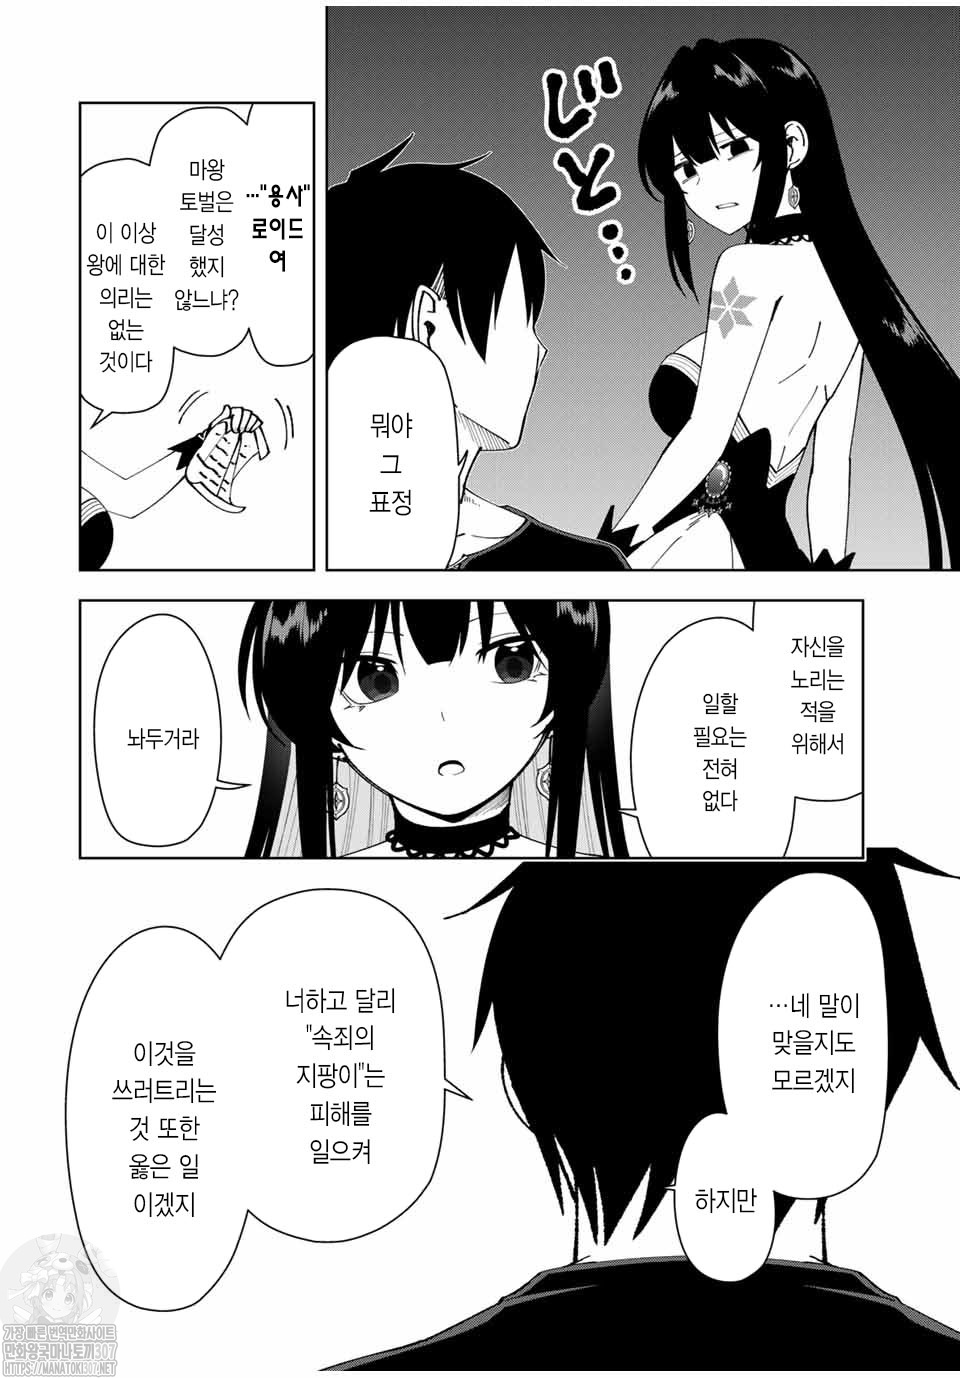 じと…
뭐야
그
표정
…"용사"
로이드
여
마왕
토벌은
달성
했지
않느냐?
이 이상
왕에 대한
의리는
없는
것이다
자신을
노리는
적을
위해서
일할
필요는
전혀
없다
놔두거라
…네 말이
맞을지도
모르겠지
하지만
너하고 달리
"속죄의
지팡이"는
피해를
일으켜
이것을
쓰러트리는
것 또한
옳은 일
이겠지
가장 빠른 번역만화사이트
만화왕국마나토끼307
HTTPS://MANATOKI307.NET